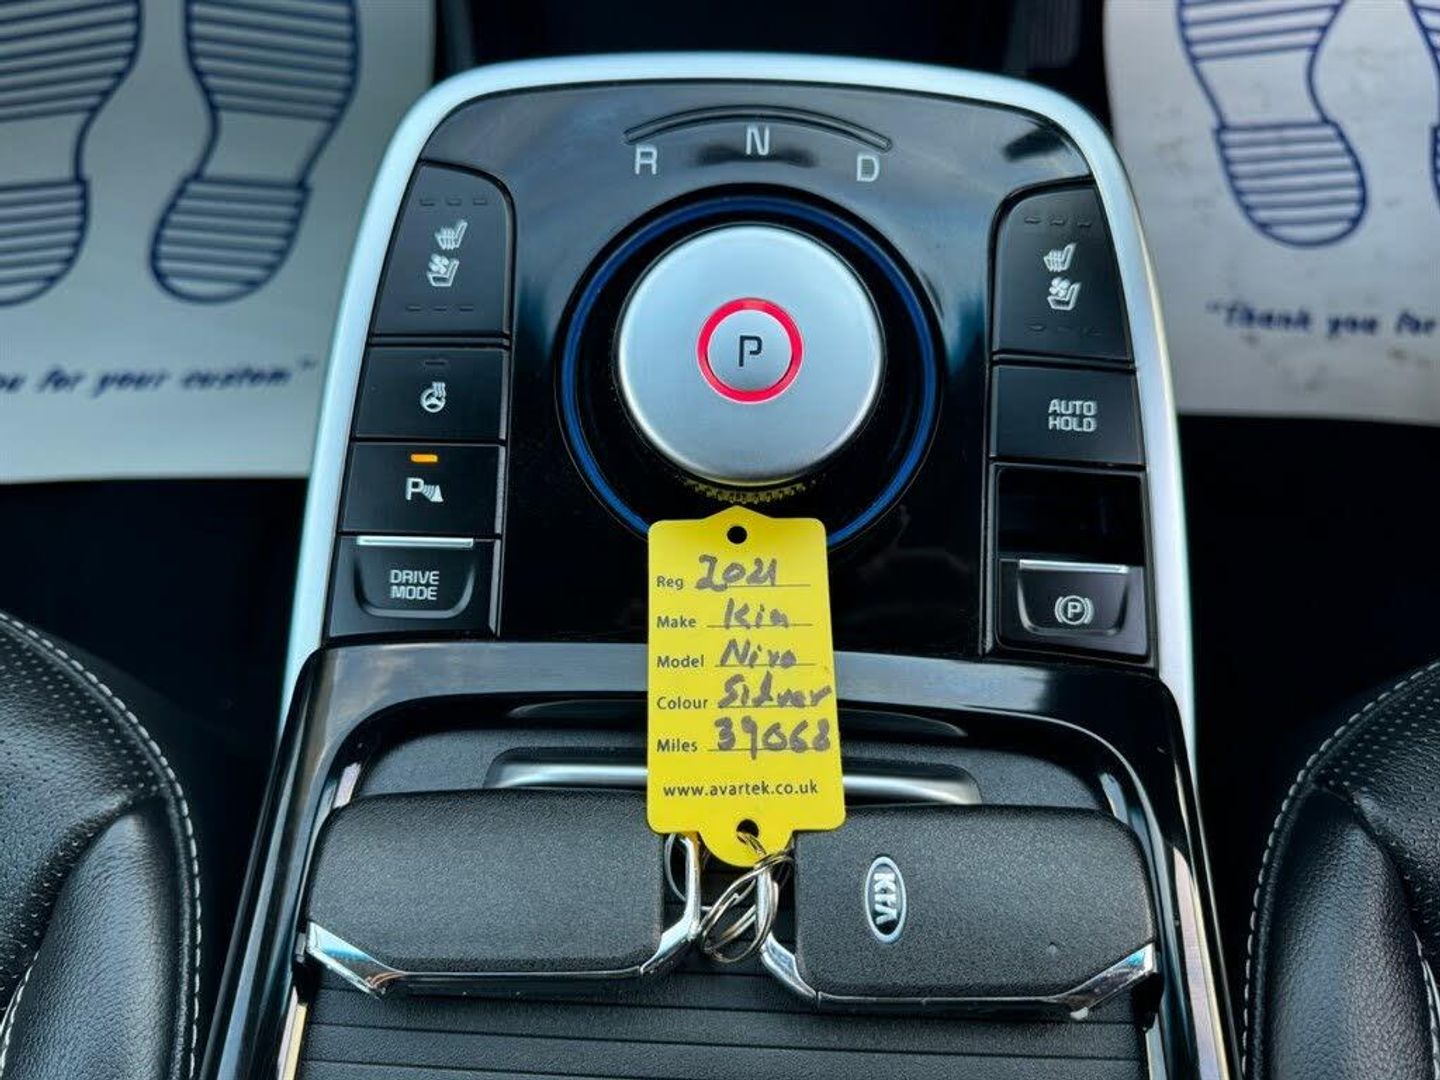 N
R
D
P
AUTO
HOLD
P
DRIVE
MODE
P
ou for your custom"
"Thank you for
Reg 2021
Make Kia
Model Niro
Colour Silver
Miles 39068
www.avartek.co.uk
KIA